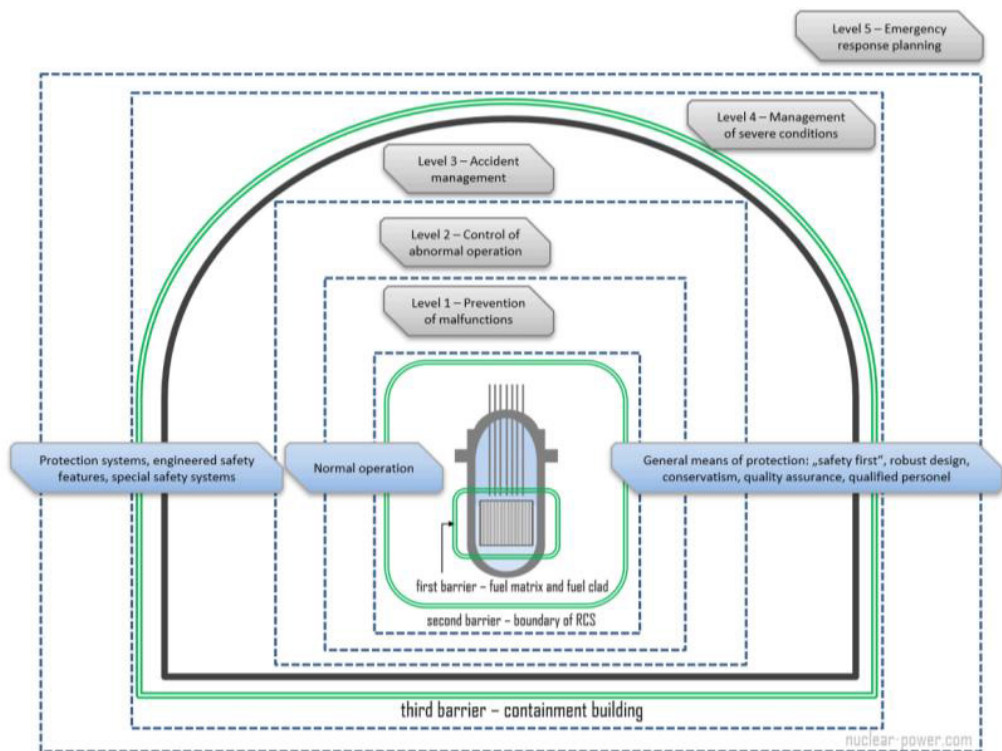 Level 5 – Emergency
response planning
Level 4 – Management
of severe conditions
Level 3 – Accident
management
Level 2 – Control of
abnormal operation
Level 1 – Prevention
of malfunctions
Protection systems, engineered safety
features, special safety systems
Normal operation
General means of protection: „safety first“, robust design,
conservatism, quality assurance, qualified personel
first barrier – fuel matrix and fuel clad
second barrier – boundary of RCS
third barrier – containment building
nuclear-power.com